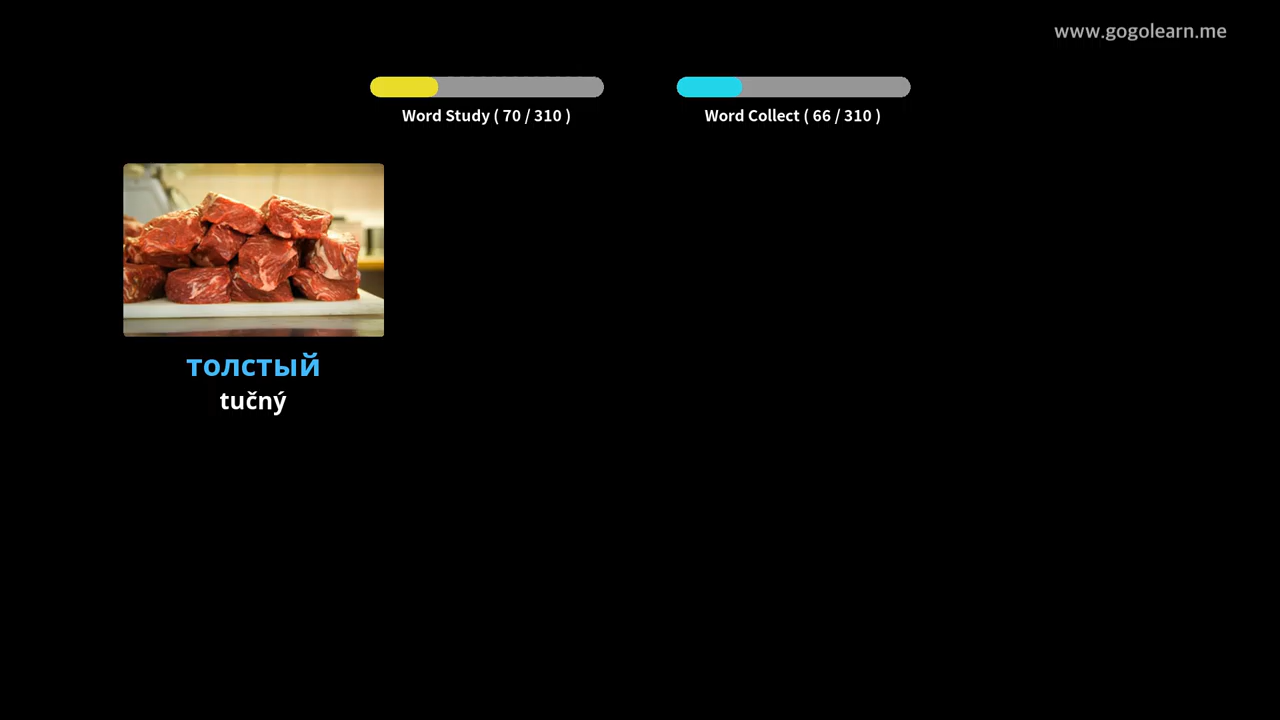 www.gogolearn.me
Word Study ( 70 / 310 )
Word Collect ( 66 / 310 )
толстый
tučný